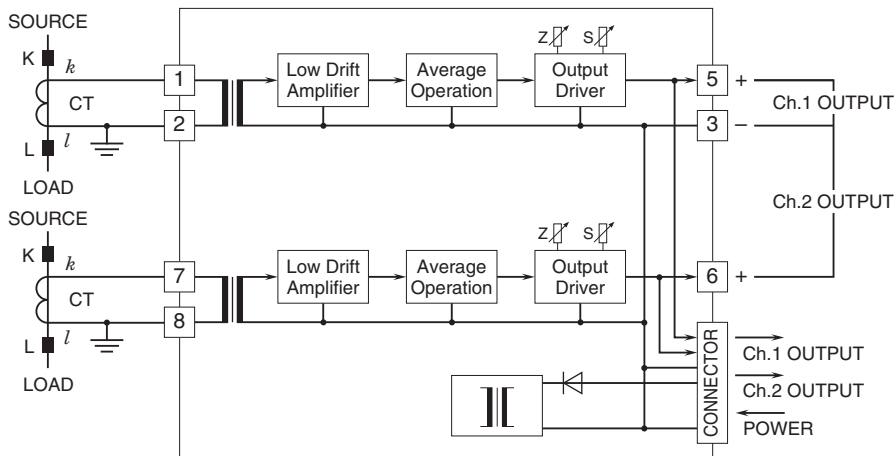 SOURCE
K
k
CT
l
L
LOAD
1
2
Low Drift
Amplifier
Average
Operation
Z
S
Output
Driver
5
+
Ch.1 OUTPUT
3
−
Ch.2 OUTPUT
SOURCE
K
k
CT
l
L
LOAD
7
8
Low Drift
Amplifier
Average
Operation
Z
S
Output
Driver
6
+
CONNECTOR
Ch.1 OUTPUT
Ch.2 OUTPUT
POWER